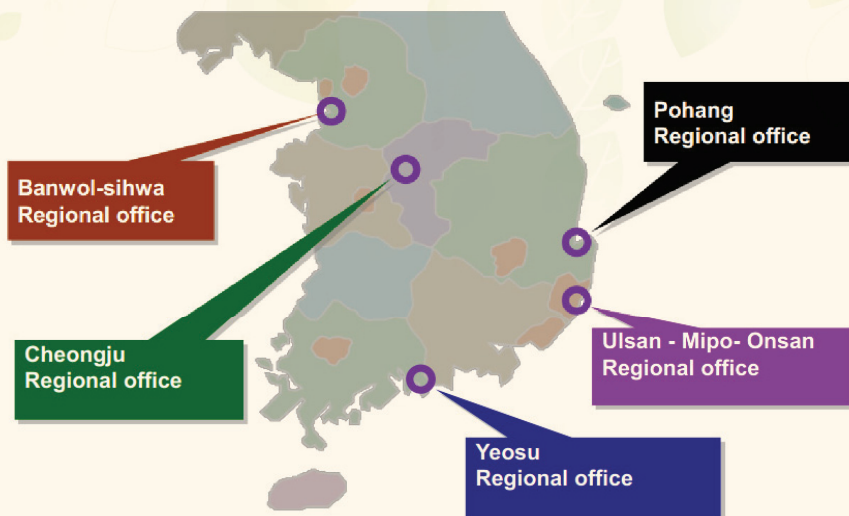 Pohang
Regional office
Banwol-sihwa
Regional office
Ulsan - Mipo- Onsan
Regional office
Cheongju
Regional office
Yeosu
Regional office